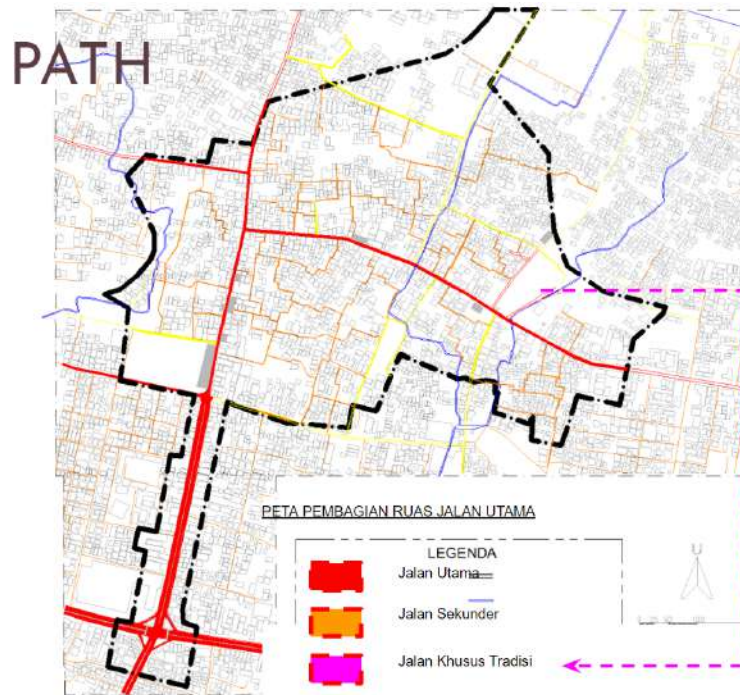 PATH
PETA PEMBAGIAN RUAS JALAN UTAMA
LEGENDA
Jalan Utama
Jalan Sekunder
Jalan Khusus Tradisi
U